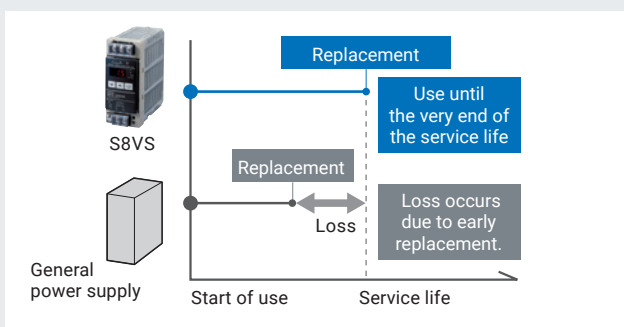 Replacement
S8VS
Use until
the very end of
the service life
Replacement
Loss
Loss occurs
due to early
replacement.
General
power supply
Start of use
Service life